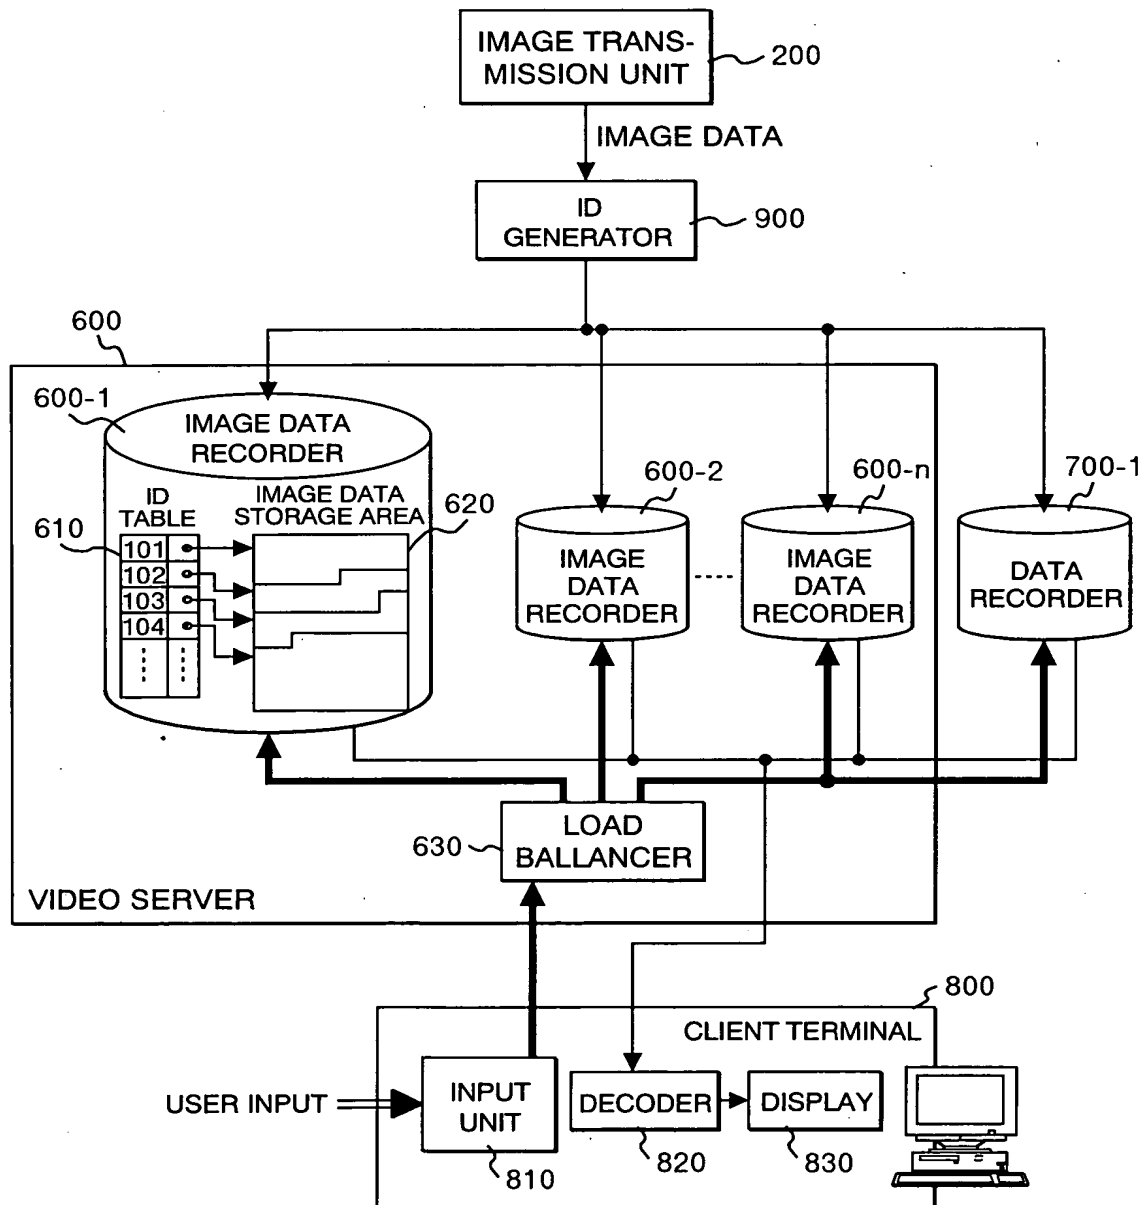 IMAGE TRANS-
MISSION UNIT
200
IMAGE DATA
ID
GENERATOR
900
600
600-1
IMAGE DATA
RECORDER
ID
TABLE
IMAGE DATA
STORAGE AREA
610
620
101
102
103
104
600-2
IMAGE
DATA
RECORDER
600-n
IMAGE
DATA
RECORDER
700-1
DATA
RECORDER
LOAD
BALLANCER
630
VIDEO SERVER
800
CLIENT TERMINAL
USER INPUT
INPUT
UNIT
810
DECODER
820
DISPLAY
830